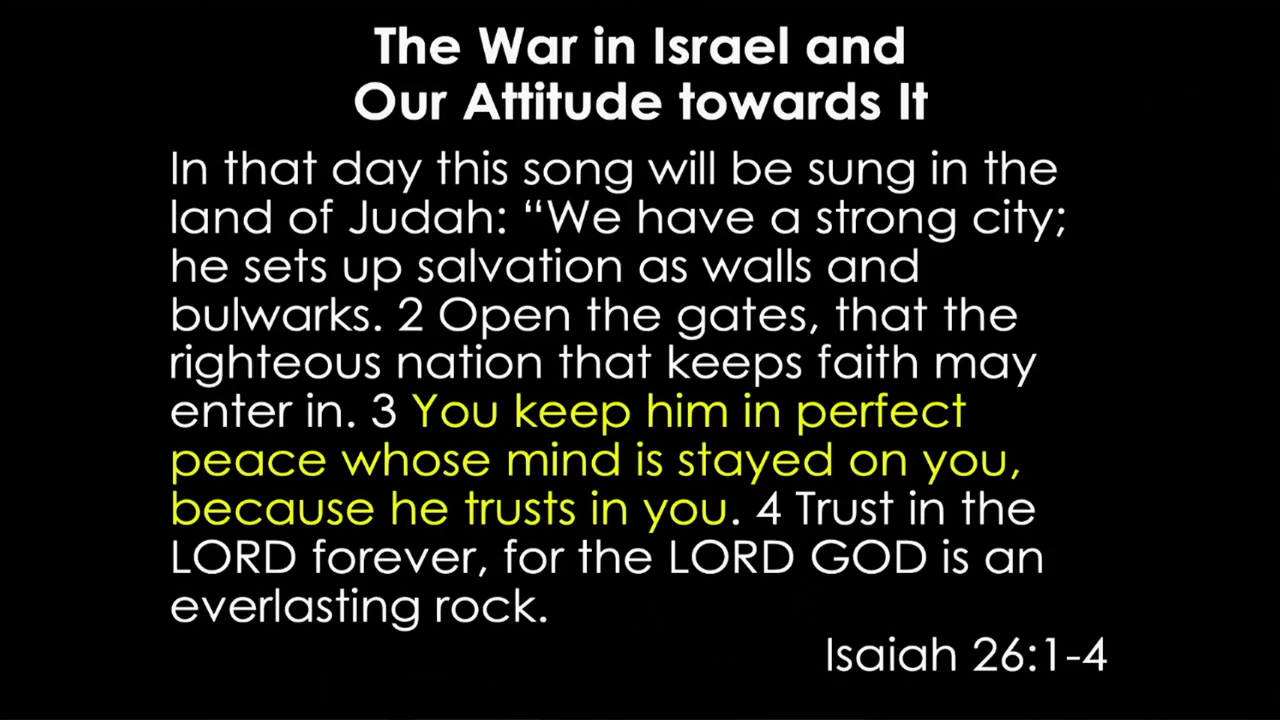 The War in Israel and
Our Attitude towards It
In that day this song will be sung in the
land of Judah: “We have a strong city;
he sets up salvation as walls and
bulwarks. 2 Open the gates, that the
righteous nation that keeps faith may
enter in. 3 You keep him in perfect
peace whose mind is stayed on you,
because he trusts in you. 4 Trust in the
LORD forever, for the LORD GOD is an
everlasting rock.
Isaiah 26:1-4